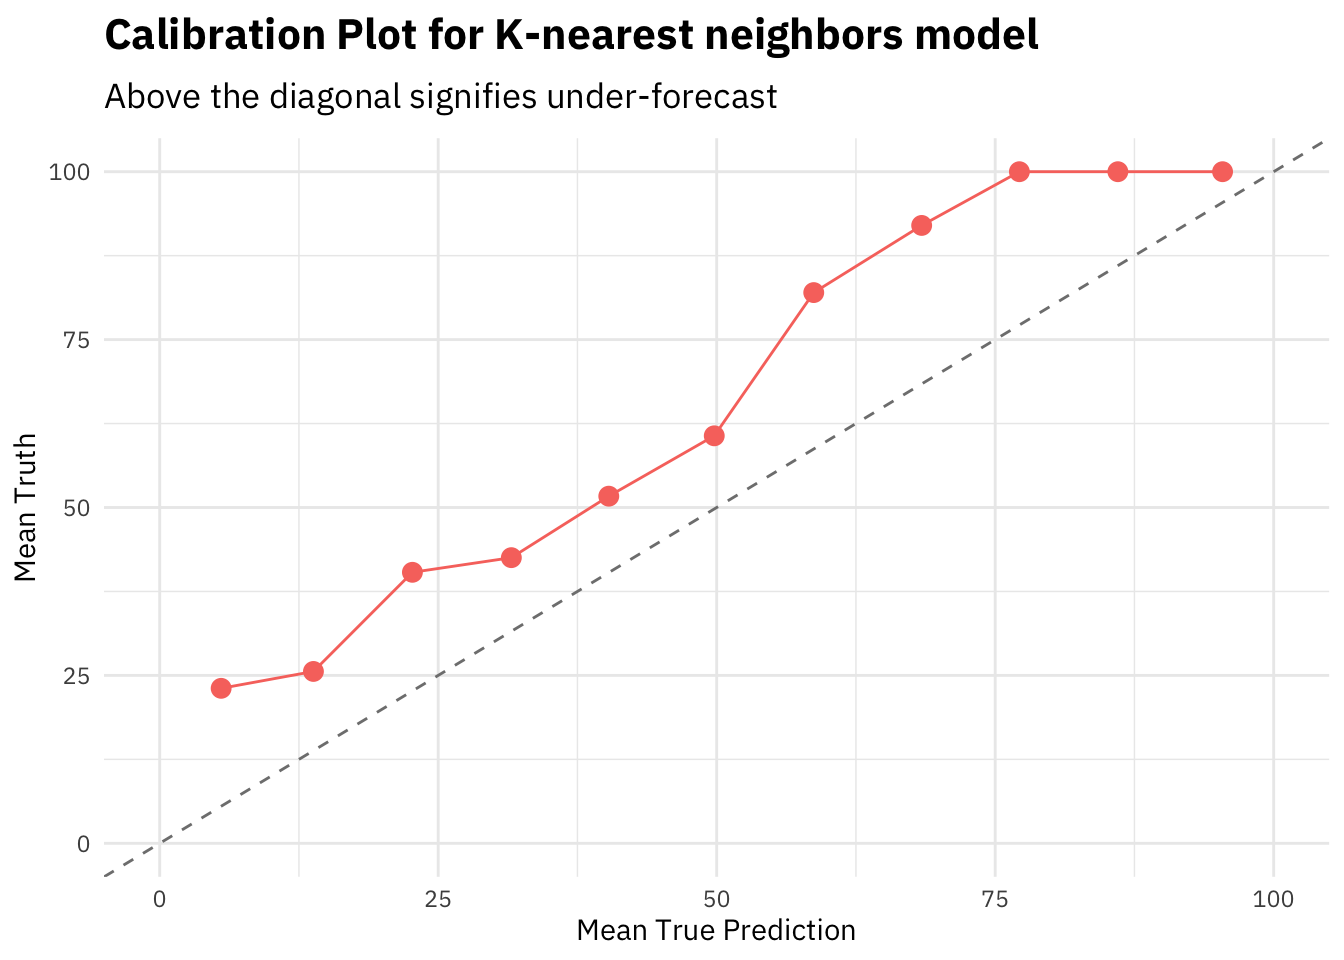 Calibration Plot for K-nearest neighbors model
Above the diagonal signifies under-forecast
100
75
50
25
0
Mean Truth
0 25 50 75 100
Mean True Prediction